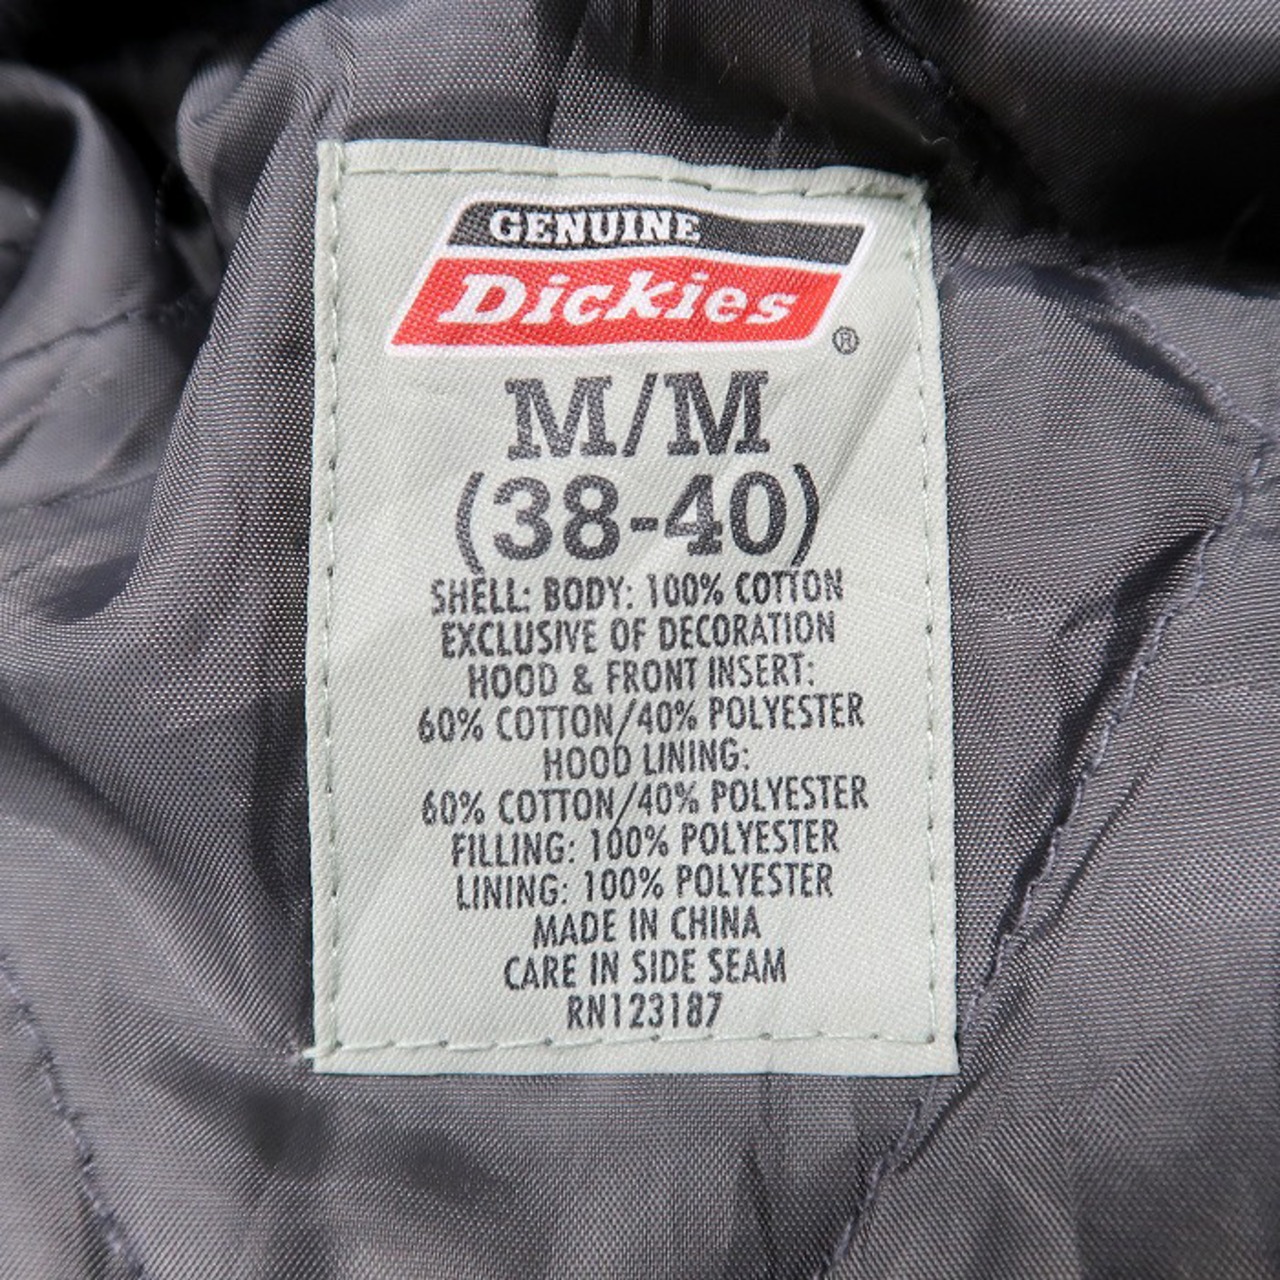 GENUINE
Dickies
®
M/M
(38-40)
SHELL: BODY: 100% COTTON
EXCLUSIVE OF DECORATION
HOOD & FRONT INSERT:
60% COTTON/40% POLYESTER
HOOD LINING:
60% COTTON/40% POLYESTER
FILLING: 100% POLYESTER
LINING: 100% POLYESTER
MADE IN CHINA
CARE IN SIDE SEAM
RN123187